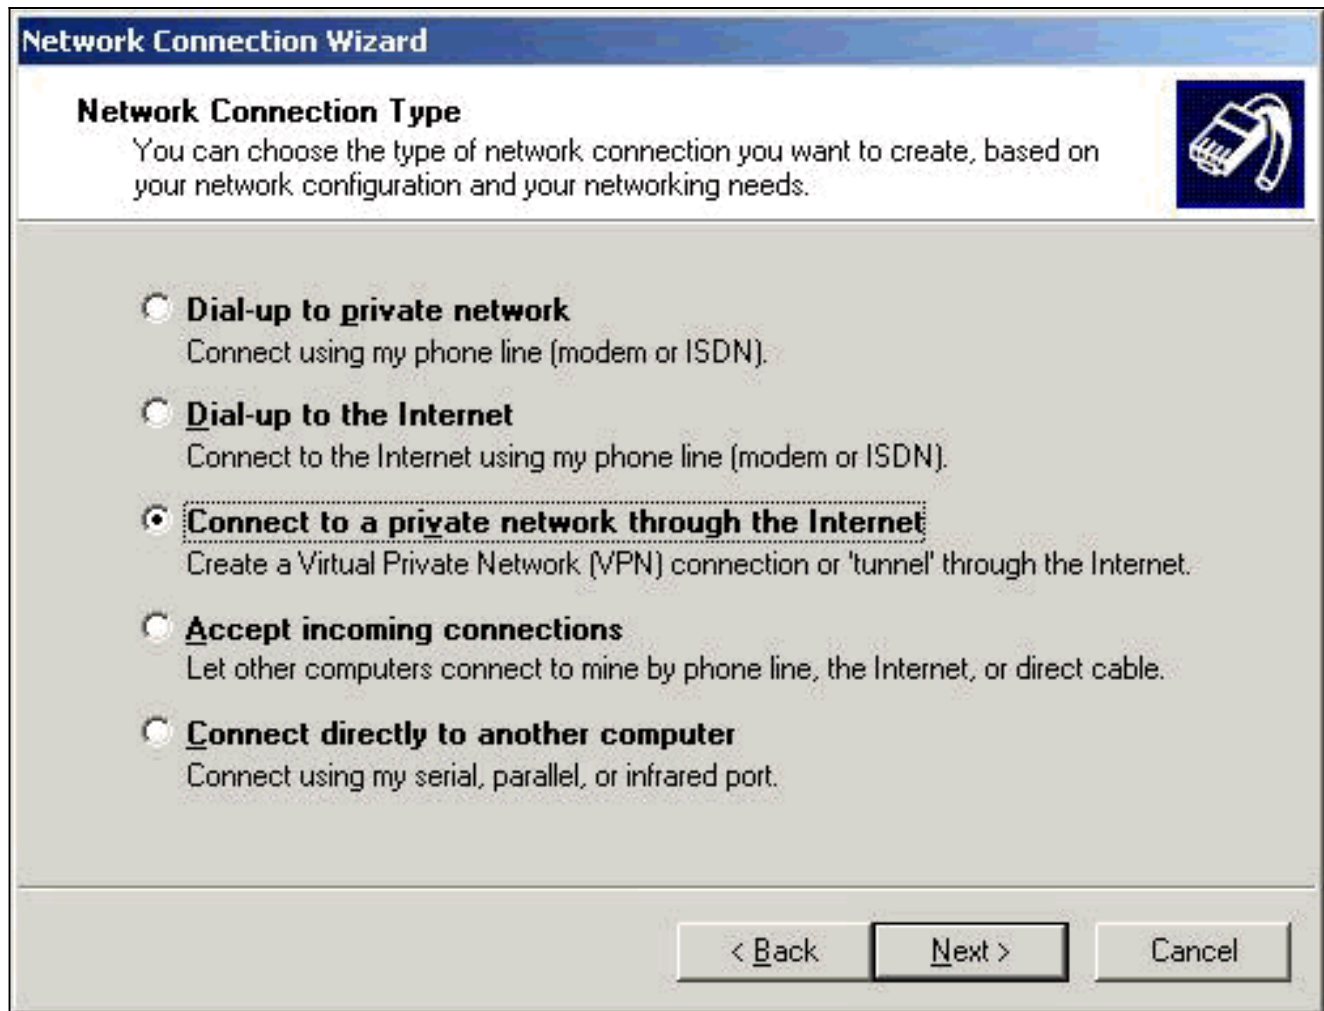 Network Connection Wizard
Network Connection Type
You can choose the type of network connection you want to create, based on
your network configuration and your networking needs.
Dial-up to private network
Connect using my phone line (modem or ISDN).
Dial-up to the Internet
Connect to the Internet using my phone line (modem or ISDN).
Connect to a private network through the Internet
Create a Virtual Private Network (VPN) connection or 'tunnel' through the Internet.
Accept incoming connections
Let other computers connect to mine by phone line, the Internet, or direct cable.
Connect directly to another computer
Connect using my serial, parallel, or infrared port.
< Back Next > Cancel